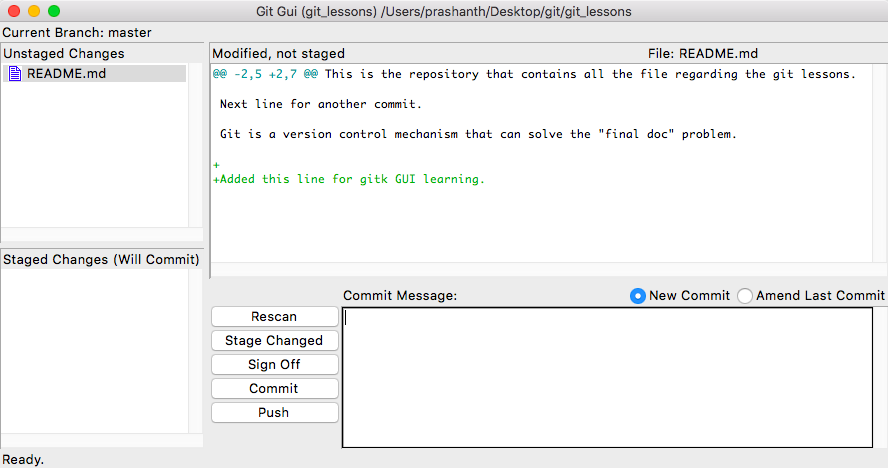 Git Gui (git_lessons) /Users/prashanth/Desktop/git/git_lessons
Current Branch: master
Unstaged Changes
README.md
Modified, not staged
File: README.md
@@ -2,5 +2,7 @@ This is the repository that contains all the file regarding the git lessons.
Next line for another commit.
Git is a version control mechanism that can solve the "final doc" problem.
+
+Added this line for gitk GUI learning.
Staged Changes (Will Commit)
Commit Message:
New Commit
Amend Last Commit
Rescan
Stage Changed
Sign Off
Commit
Push
Ready.